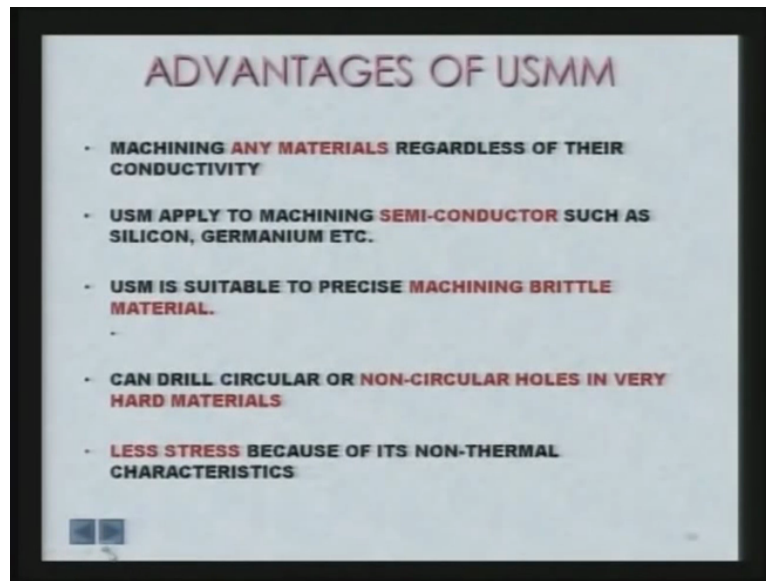 ADVANTAGES OF USMM
• MACHINING ANY MATERIALS REGARDLESS OF THEIR
CONDUCTIVITY
• USM APPLY TO MACHINING SEMI-CONDUCTOR SUCH AS
SILICON, GERMANIUM ETC.
• USM IS SUITABLE TO PRECISE MACHINING BRITTLE
MATERIAL.
•
• CAN DRILL CIRCULAR OR NON-CIRCULAR HOLES IN VERY
HARD MATERIALS
• LESS STRESS BECAUSE OF ITS NON-THERMAL
CHARACTERISTICS